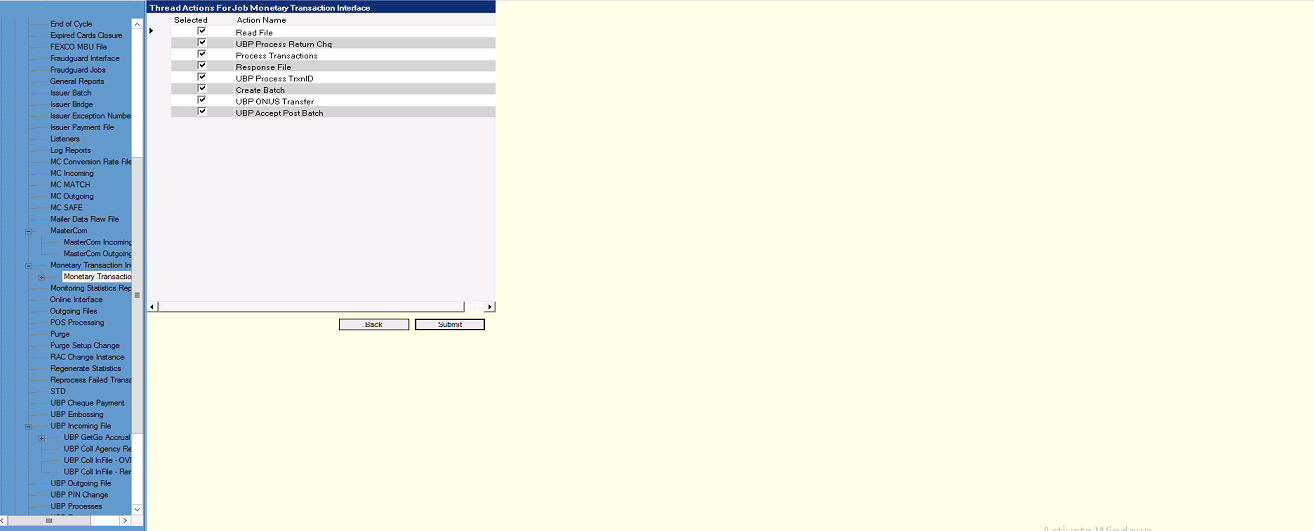 End of Cycle
Expired Cards Closure
FEXCO MBU File
Fraudguard Interface
Fraudguard Jobs
General Reports
Issuer Batch
Issuer Bridge
Issuer Exception Numbe
Issuer Payment File
Listeners
Log Reports
MC Conversion Rate File
MC Incoming
MC MATCH
MC Outgoing
MC SAFE
Mailer Data Raw File
MasterCom
MasterCom Incoming
MasterCom Outgoing
Monetary Transaction In
Monetary Transactio
Monitoring Statistics Rep
Online Interface
Outgoing Files
POS Processing
Purge
Purge Setup Change
RAC Change Instance
Regenerate Statistics
Reprocess Failed Transa
STD
UBP Cheque Payment
UBP Embossing
UBP Incoming File
UBP GetGo Accrual
UBP Coll Agency Re
UBP Coll InFile - OVI
UBP Coll InFile - Rer
UBP Outgoing File
UBP PIN Change
UBP Processes
Thread Actions For Job Monetary Transaction Interface
Selected Action Name
Read File
UBP Process Return Chq
Process Transactions
Response File
UBP Process TrxnID
Create Batch
UBP ONUS Transfer
UBP Accept Post Batch
Back Submit
Activate Windows